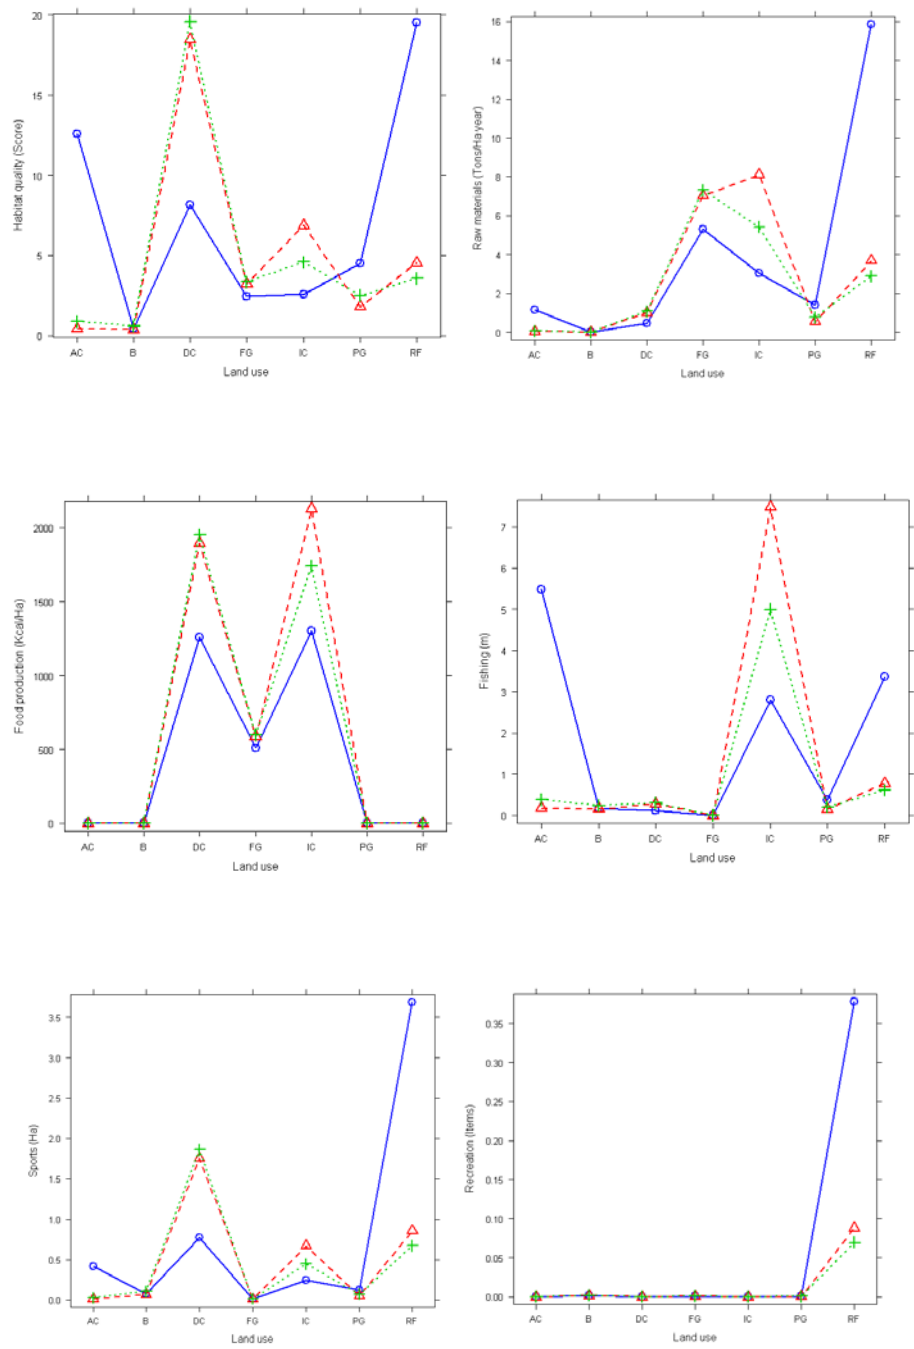 Habitat quality (Score)
20
15
10
5
0
AC B DC FG IC PG RF
Land use
Raw materials (Tons/Ha year)
16
14
12
10
8
6
4
2
0
AC B DC FG IC PG RF
Land use
Food production (Kcal/Ha)
2000
1500
1000
500
0
AC B DC FG IC PG RF
Land use
Fishing (m)
7
6
5
4
3
2
1
0
AC B DC FG IC PG RF
Land use
Sports (Ha)
3.5
3.0
2.5
2.0
1.5
1.0
0.5
0.0
AC B DC FG IC PG RF
Land use
Recreation (Items)
0.35
0.30
0.25
0.20
0.15
0.10
0.05
0.00
AC B DC FG IC PG RF
Land use